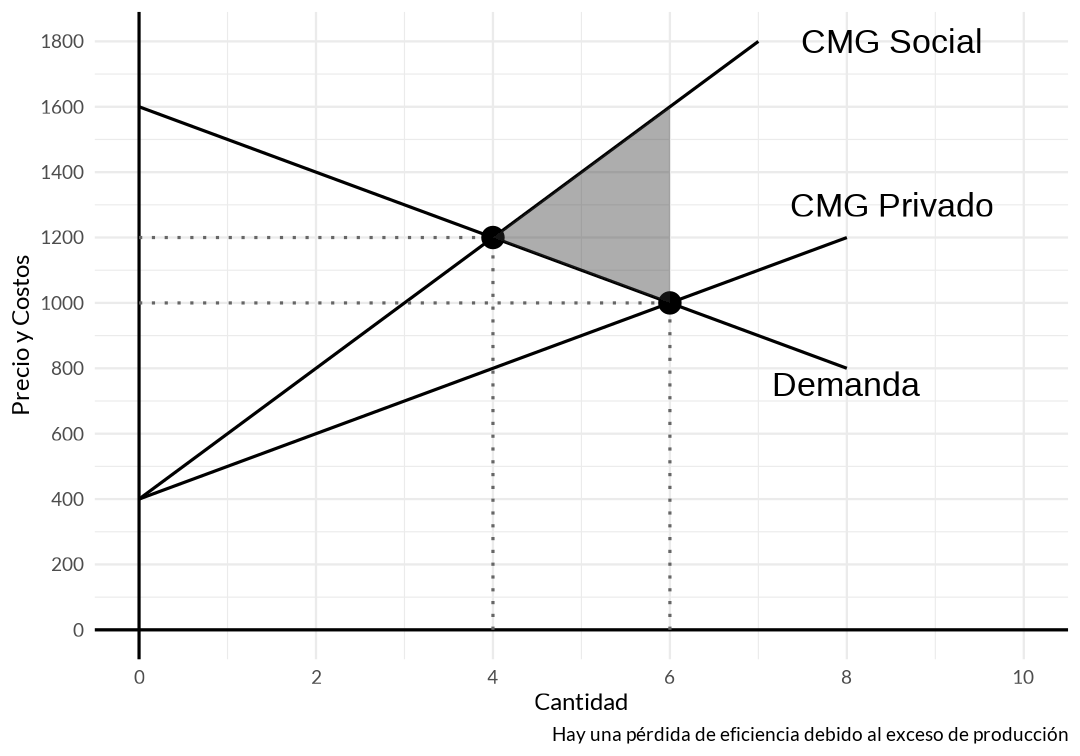 CMG Social
CMG Privado
Demanda
Precio y Costos
1800
1600
1400
1200
1000
800
600
400
200
0
0 2 4 6 8 10
Cantidad
Hay una pérdida de eficiencia debido al exceso de producción